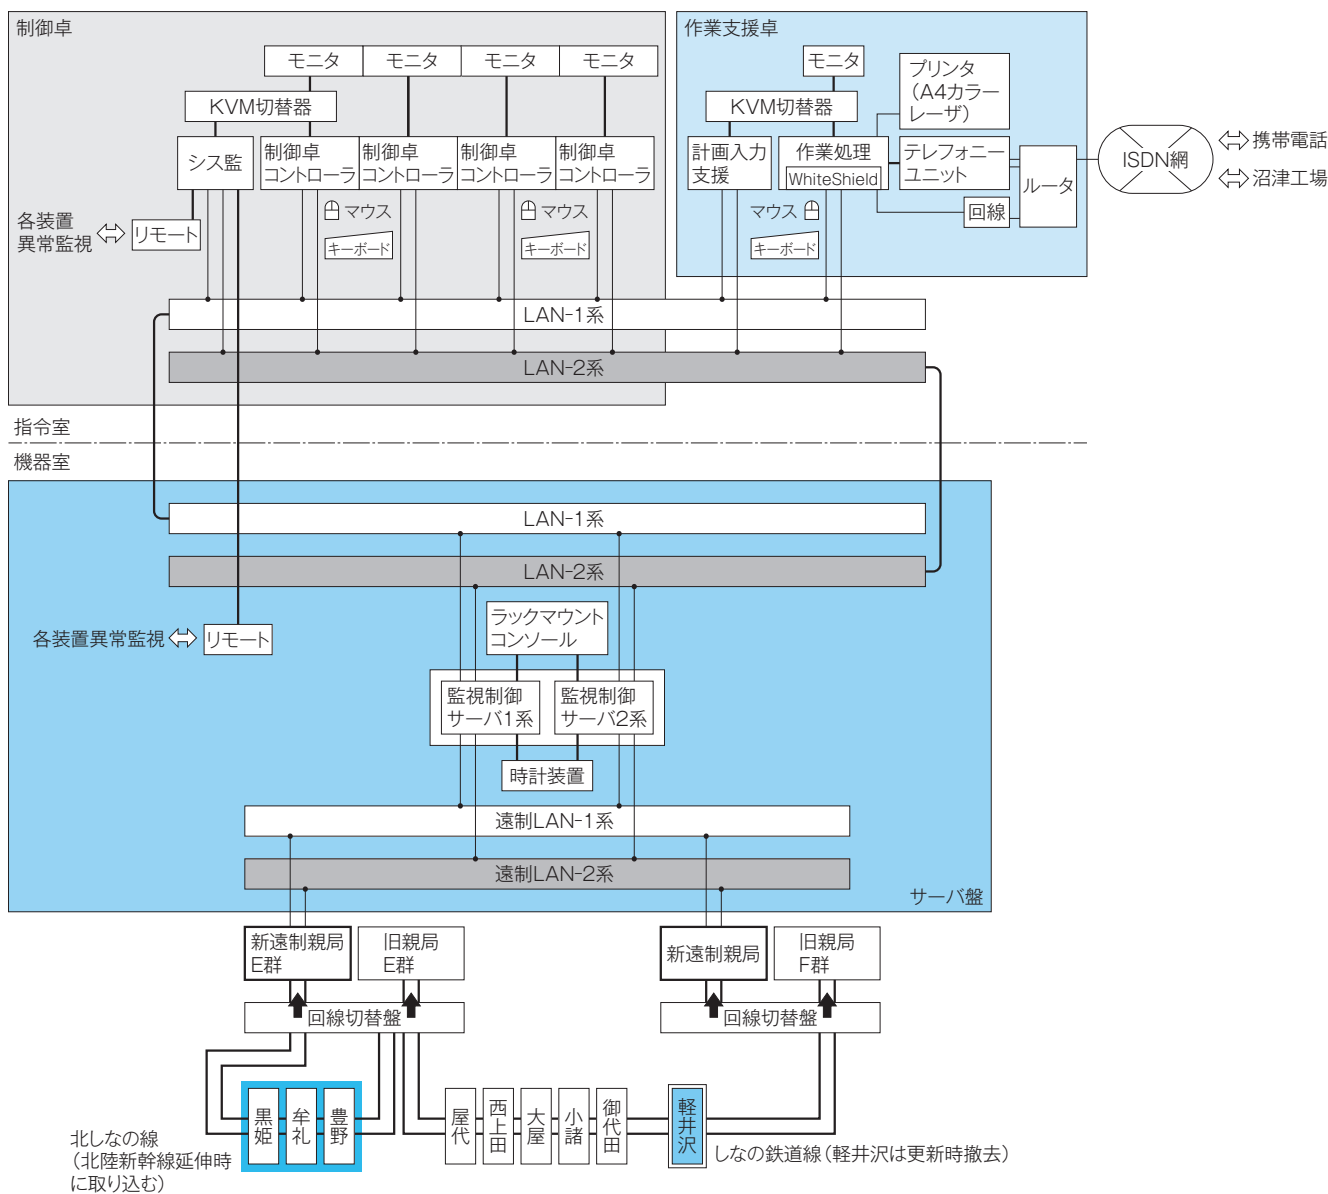 制御卓
モニタ
モニタ
モニタ
モニタ
KVM切替器
シス監
制御卓
コントローラ
制御卓
コントローラ
制御卓
コントローラ
制御卓
コントローラ
マウス
キーボード
マウス
キーボード
各装置
異常監視
リモート
作業支援卓
モニタ
KVM切替器
計画入力
支援
作業処理
WhiteShield
プリンタ
（A4カラー
レーザ）
テレフォニー
ユニット
回線
ルータ
マウス
キーボード
ISDN網
携帯電話
沼津工場
LAN-1系
LAN-2系
指令室
機器室
LAN-1系
LAN-2系
各装置異常監視
リモート
ラックマウント
コンソール
監視制御
サーバ1系
監視制御
サーバ2系
時計装置
遠制LAN-1系
遠制LAN-2系
サーバ盤
新遠制親局
E群
旧親局
E群
新遠制親局
旧親局
F群
回線切替盤
回線切替盤
黒姫
牟礼
豊野
屋代
西上田
大屋
小諸
御代田
軽井沢
北しなの線
（北陸新幹線延伸時
に取り込む）
しなの鉄道線（軽井沢は更新時撤去）